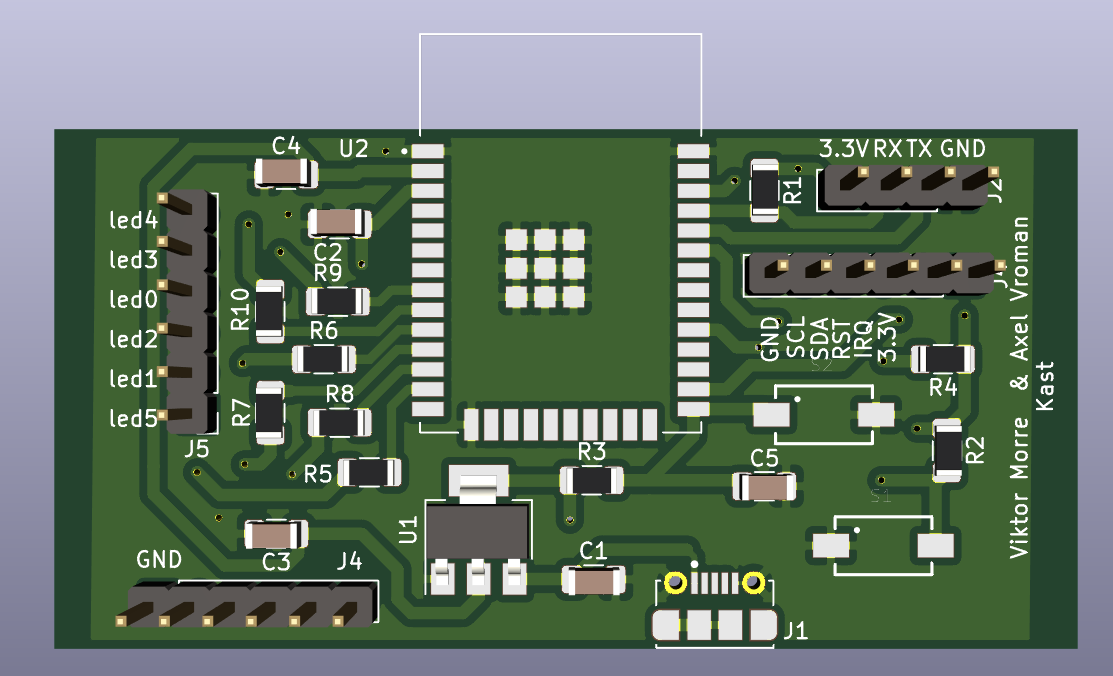 C4
U2
3.3V RX TX GND
R1
J2
led4
led3
led0
led2
led1
led5
J5
C2
R9
R10
R6
R7
R8
R5
GND
SCL
SDA
RST
IRQ
3.3V
S2
R4
R2
S1
Viktor Morre & Axel Vroman
Kast
R3
C5
U1
C3
C1
GND
J4
J1